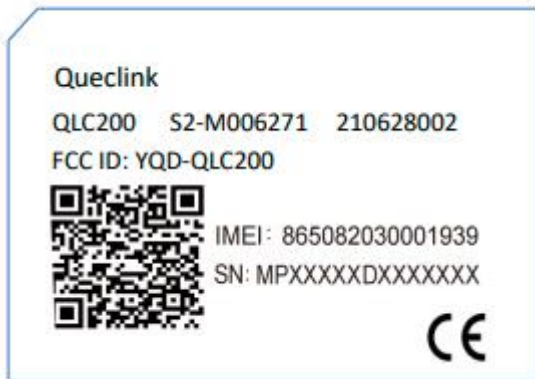 Queclink
QLC200 S2-M006271 210628002
FCC ID: YQD-QLC200
IMEI: 865082030001939
SN: MPXXXXXDXXXXXXX
CE